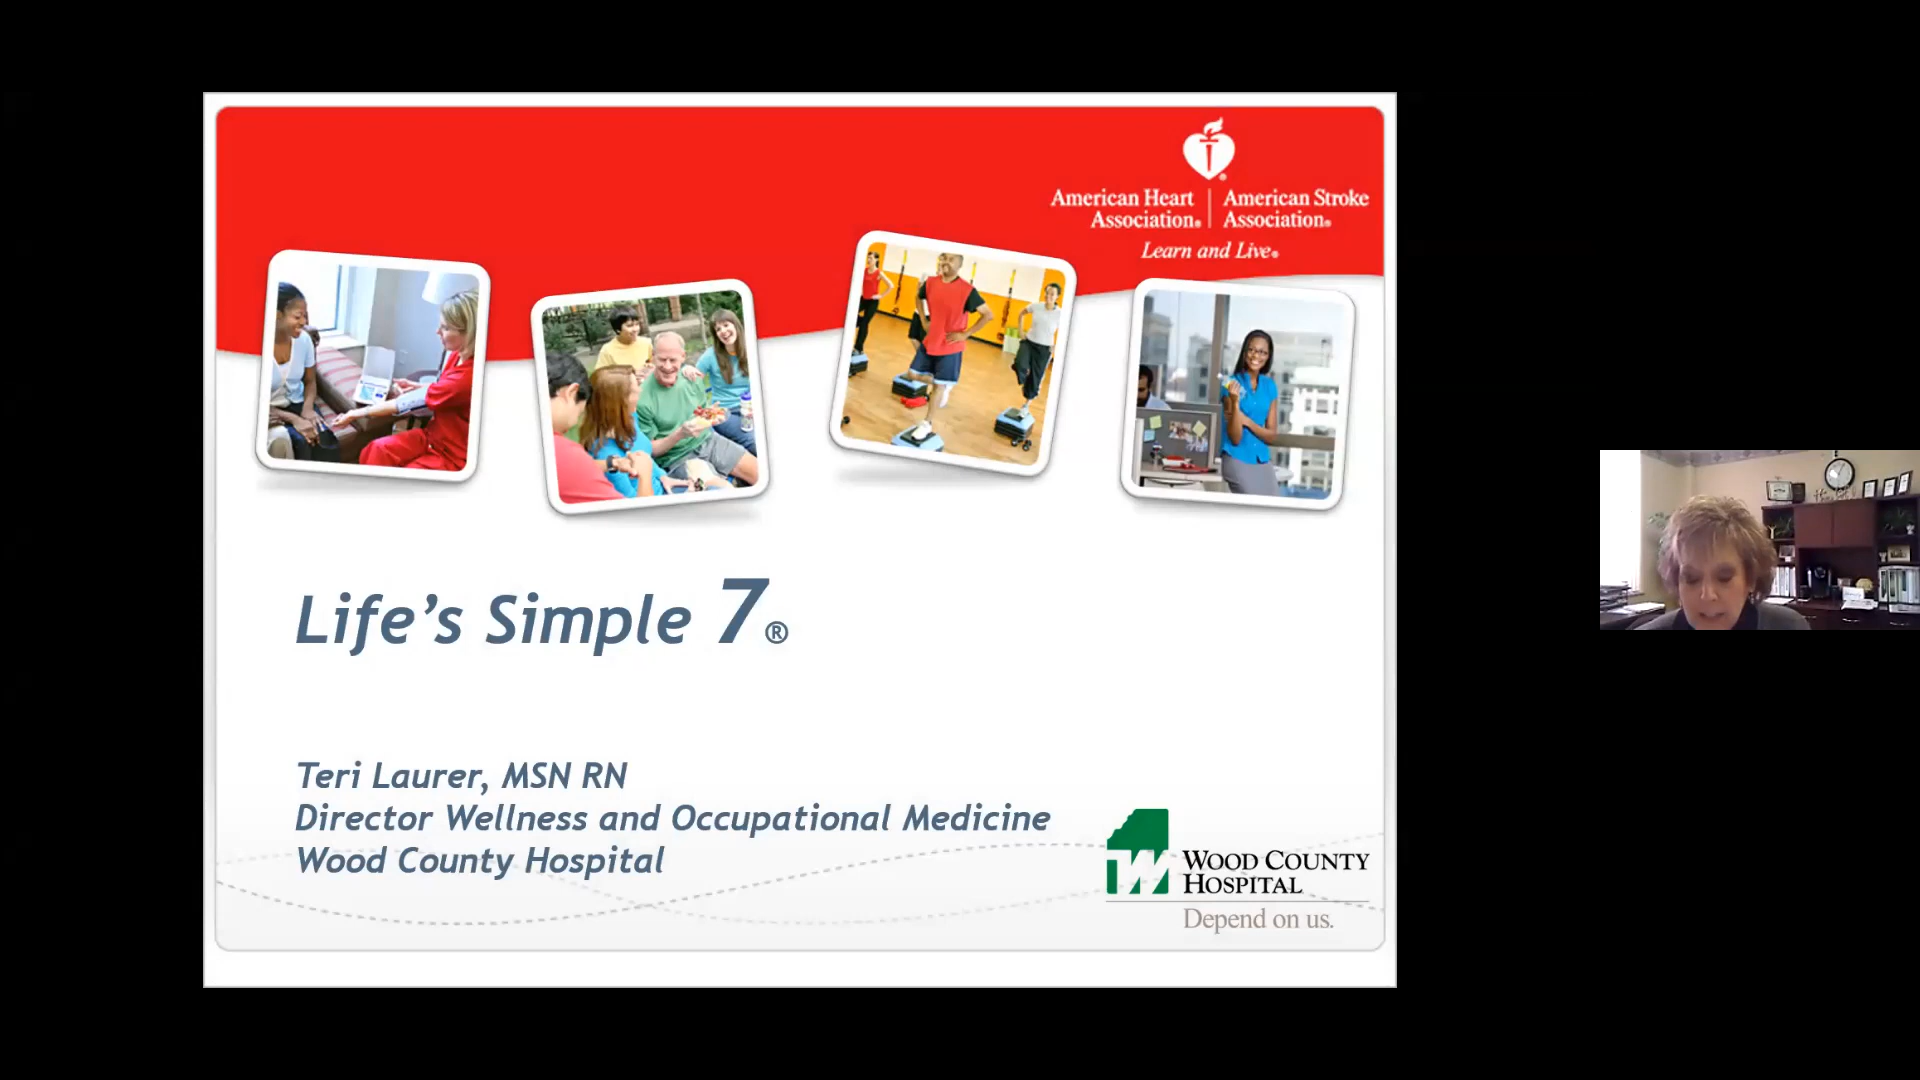 American Heart Association®
American Stroke Association®
Learn and Live®
Life's Simple 7®
Teri Laurer, MSN RN
Director Wellness and Occupational Medicine
Wood County Hospital
WOOD COUNTY
HOSPITAL
Depend on us.